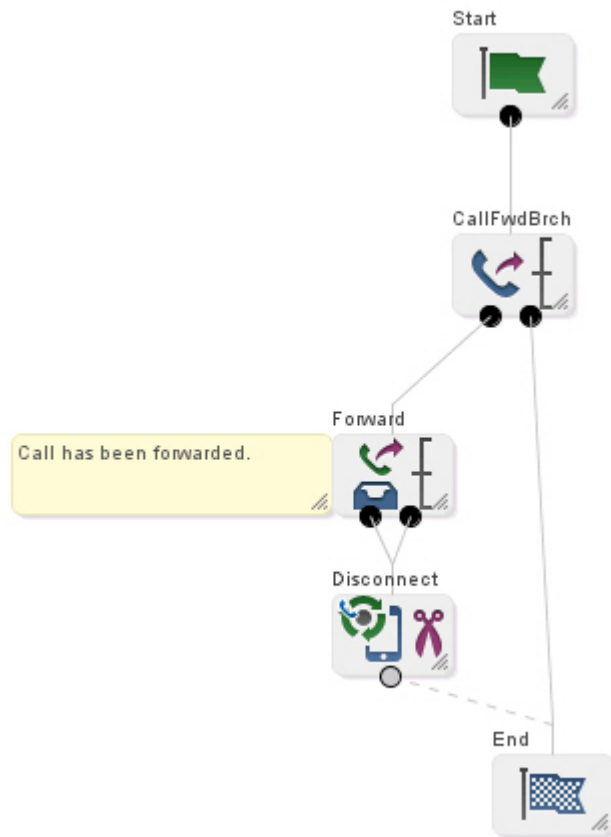 Start
CallFwdBrch
Forward
Call has been forwarded.
Disconnect
End